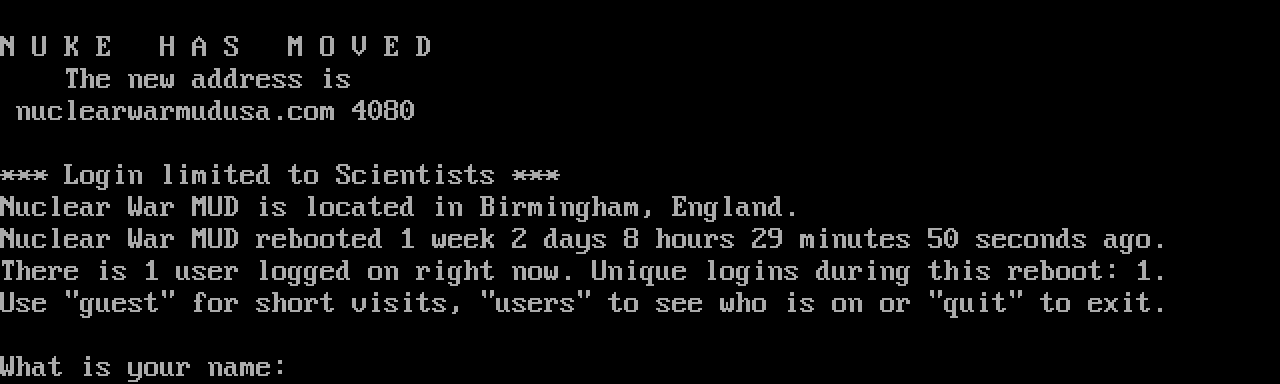 N U K E   H A S   M O V E D
The new address is
nuclearwarmudusa.com 4080
*** Login limited to Scientists ***
Nuclear War MUD is located in Birmingham, England.
Nuclear War MUD rebooted 1 week 2 days 8 hours 29 minutes 50 seconds ago.
There is 1 user logged on right now. Unique logins during this reboot: 1.
Use "guest" for short visits, "users" to see who is on or "quit" to exit.
What is your name: